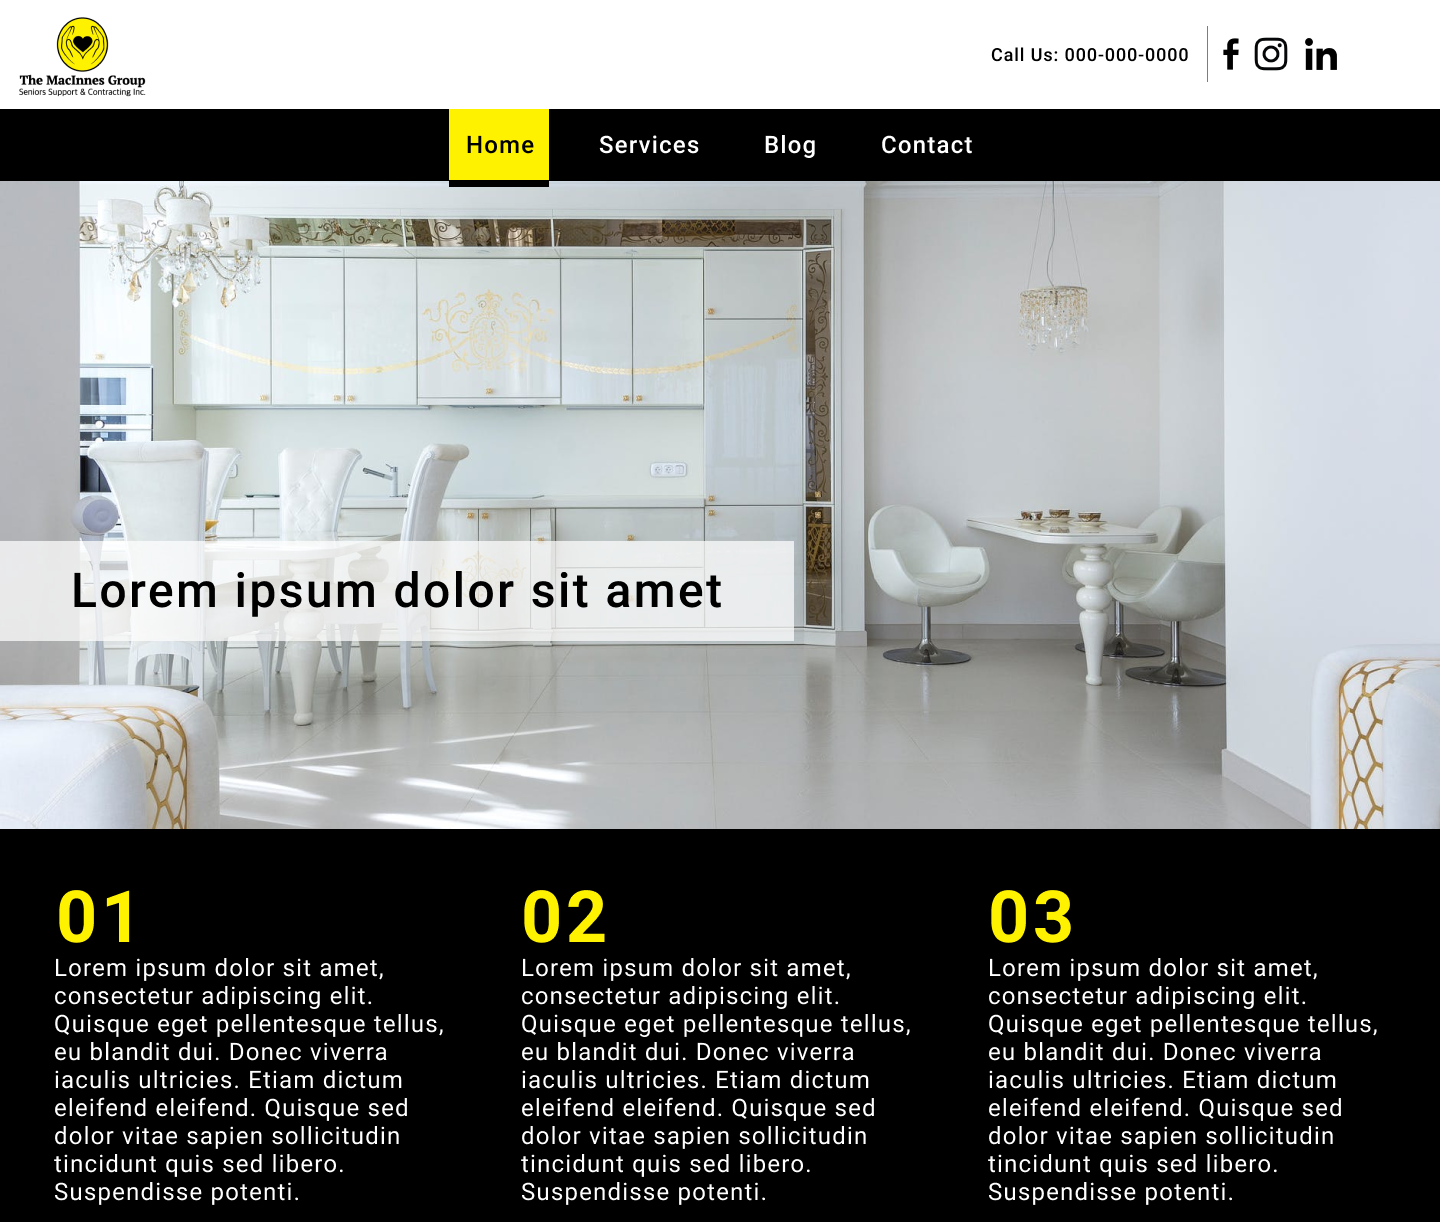 The MacInnes Group
Seniors Support & Contracting Inc.
Call Us: 000-000-0000
Home Services Blog Contact
Lorem ipsum dolor sit amet
01
Lorem ipsum dolor sit amet,
consectetur adipiscing elit.
Quisque eget pellentesque tellus,
eu blandit dui. Donec viverra
iaculis ultricies. Etiam dictum
eleifend eleifend. Quisque sed
dolor vitae sapien sollicitudin
tincidunt quis sed libero.
Suspendisse potenti.
02
Lorem ipsum dolor sit amet,
consectetur adipiscing elit.
Quisque eget pellentesque tellus,
eu blandit dui. Donec viverra
iaculis ultricies. Etiam dictum
eleifend eleifend. Quisque sed
dolor vitae sapien sollicitudin
tincidunt quis sed libero.
Suspendisse potenti.
03
Lorem ipsum dolor sit amet,
consectetur adipiscing elit.
Quisque eget pellentesque tellus,
eu blandit dui. Donec viverra
iaculis ultricies. Etiam dictum
eleifend eleifend. Quisque sed
dolor vitae sapien sollicitudin
tincidunt quis sed libero.
Suspendisse potenti.